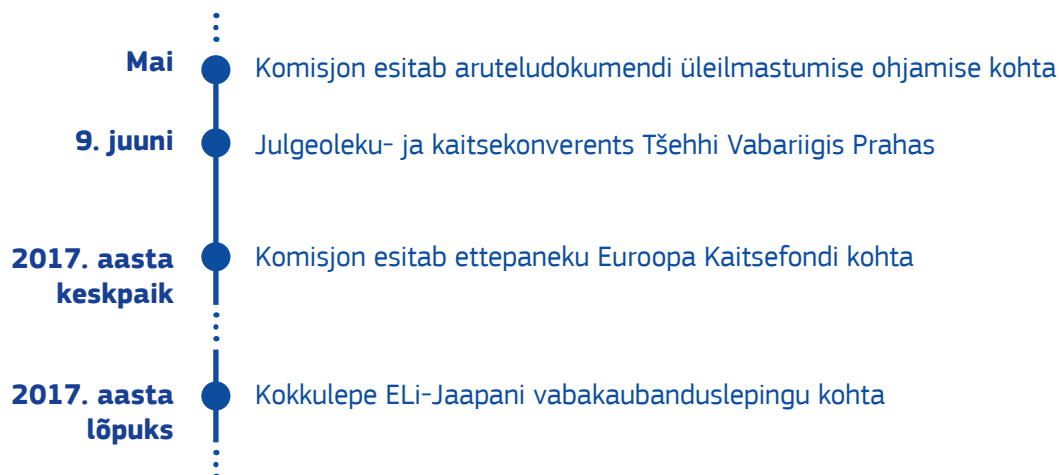 Mai
Komisjon esitab aruteludokumendi üleilmastumise ohjamise kohta
9. juuni
Julgeoleku- ja kaitsekonverents Tšehhi Vabariigis Prahas
2017. aasta
keskpaik
Komisjon esitab ettepaneku Euroopa Kaitsefondi kohta
2017. aasta
lõpuks
Kokkulepe ELi-Jaapani vabakaubanduslepingu kohta